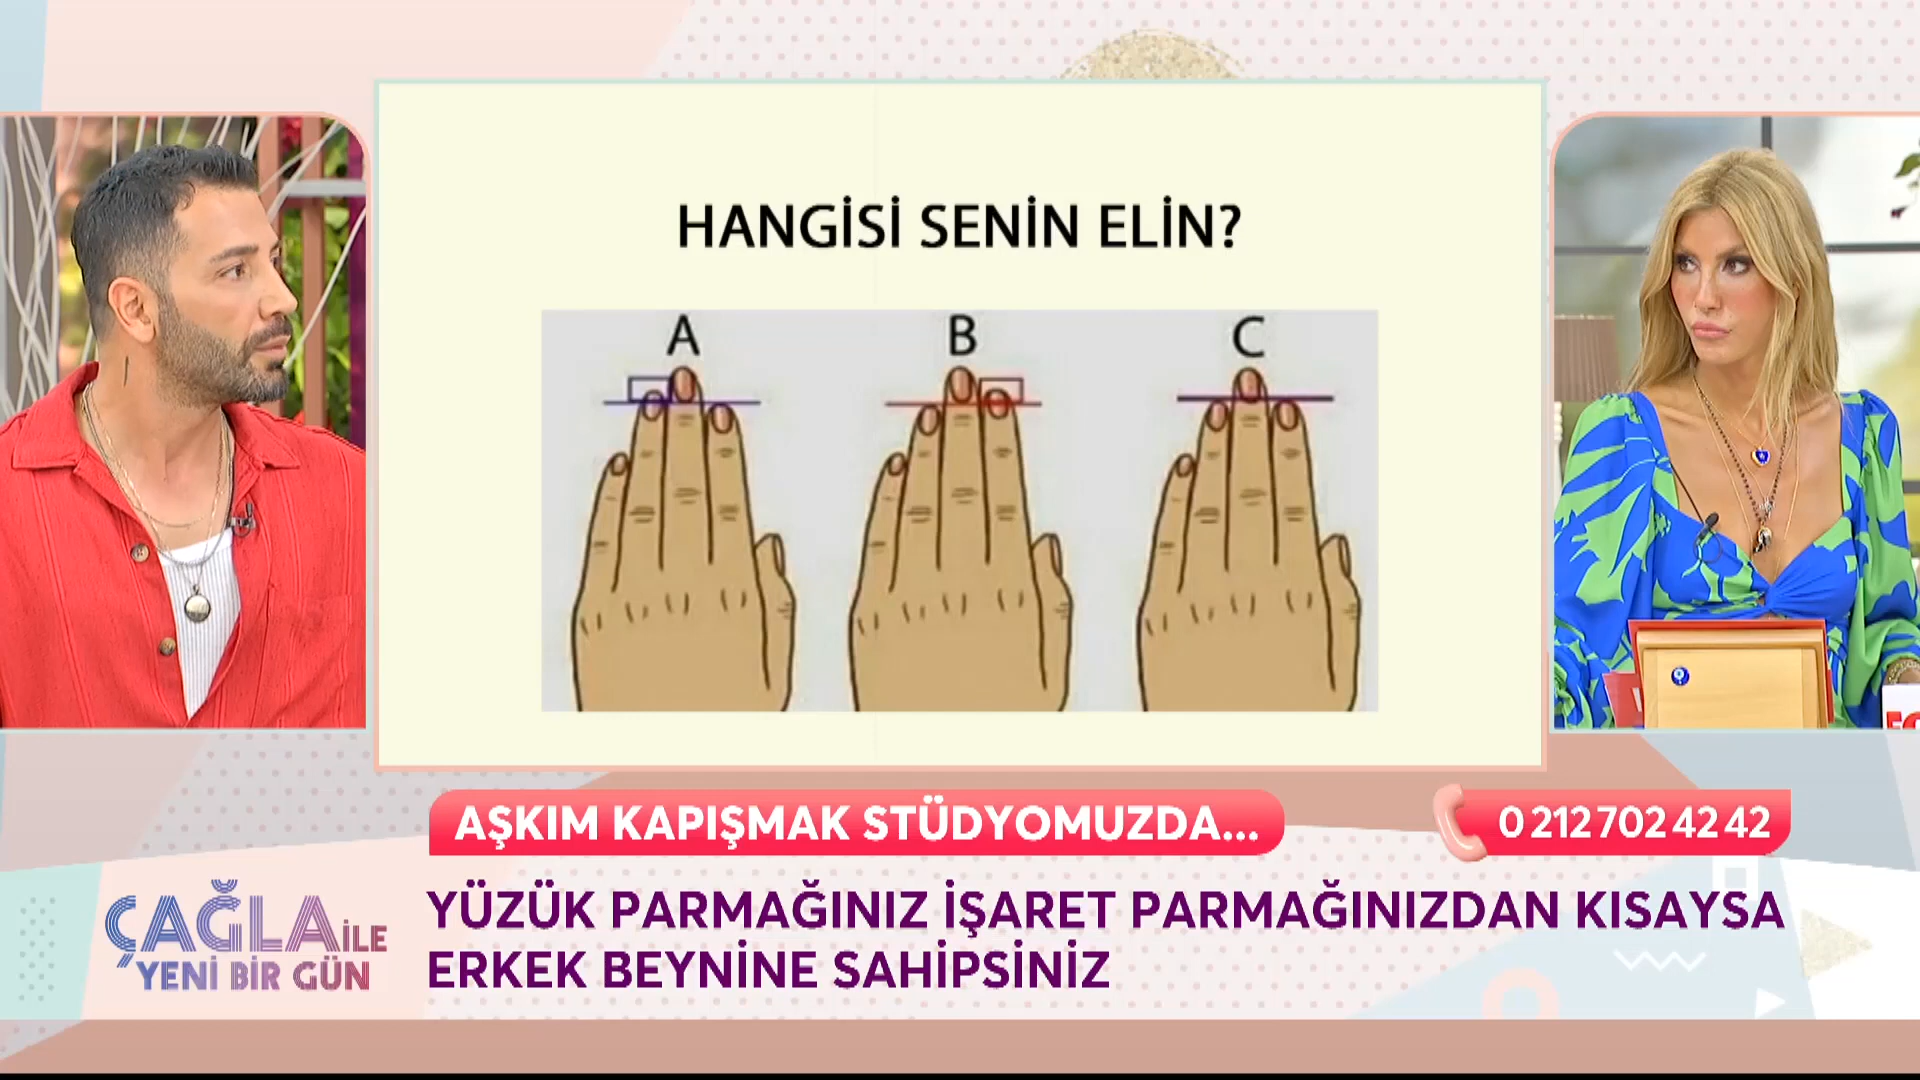 HANGİSİ SENİN ELİN?
A B C
AŞKIM KAPIŞMAK STÜDYOMUZDA...
0 212 702 42 42
YÜZÜK PARMAĞINIZ İŞARET PARMAĞINIZDAN KISAYSA
ERKEK BEYNİNE SAHİPSİNİZ
ÇAĞLA İLE
YENİ BİR GÜN